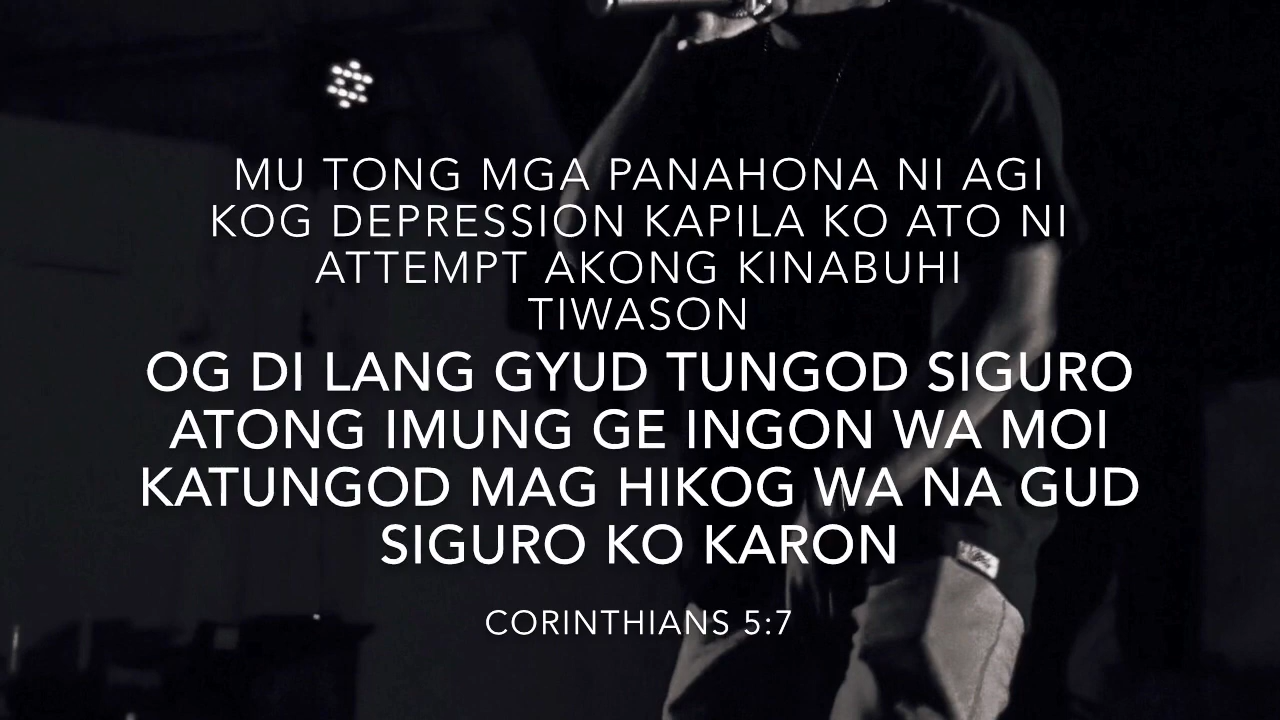 MU TONG MGA PANAHONA NI AGI
KOG DEPRESSION KAPILA KO ATO NI
ATTEMPT AKONG KINABUHI
TIWASON
OG DI LANG GYUD TUNGOD SIGURO
ATONG IMUNG GE INGON WA MOI
KATUNGOD MAG HIKOG WA NA GUD
SIGURO KO KARON
CORINTHIANS 5:7